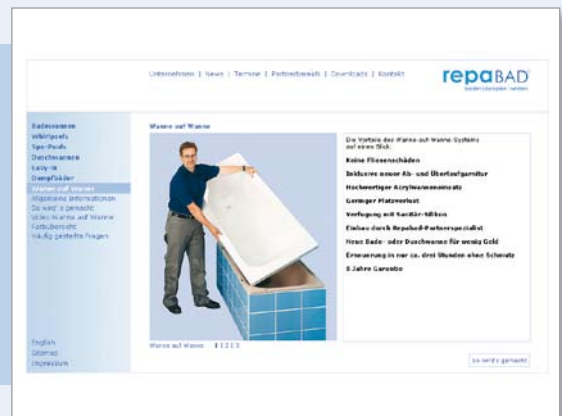 Unternehmen | News | Termine | Partnerbereich | Downloads | Kontakt
repaBAD
Badewannen
Whirlpools
Spa-Pools
Duschwannen
Easy-in
Dampfbäder
Wanne auf Wanne
Allgemeine Informationen
So wird's gemacht
Video Wanne auf Wanne
Farbübersicht
Häufig gestellte Fragen
English
Sitemap
Impressum
Wanne auf Wanne
Wanne auf Wanne 1 | 2 | 3
Die Vorteile des Wanne-auf-Wanne-Systems
auf einen Blick:
Keine Fliesenschäden
Inklusive neuer Ab- und Überlaufgarnitur
Hochwertiger Acrylwanneneinsatz
Geringer Platzverlust
Verfugung mit Sanitär-Silikon
Einbau durch Repabad-Partnerspezialist
Neue Bade- oder Duschwanne für wenig Geld
Erneuerung in nur ca. drei Stunden ohne Schmutz
5 Jahre Garantie
So wird's gemacht